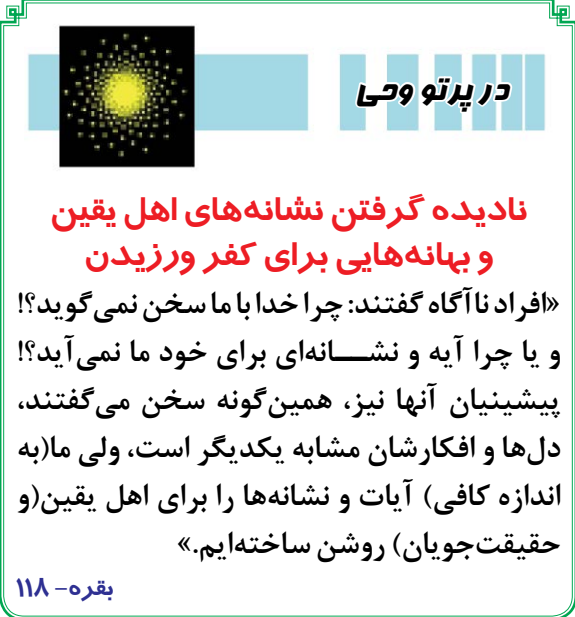 در پرتو وحی
نادیده گرفتن نشانه‌های اهل یقین
و بهانه‌هایی برای کفر ورزیدن
«افراد ناآگاه گفتند: چرا خدا با ما سخن نمی‌گوید؟!
و یا چرا آیه و نشـــانه‌ای برای خود ما نمی‌آید؟!
پیشینیان آنها نیز، همین‌گونه سخن می‌گفتند،
دل‌ها و افکارشان مشابه یکدیگر است، ولی ما(به
اندازه کافی) آیات و نشانه‌ها را برای اهل یقین(و
حقیقت‌جویان) روشن ساخته‌ایم.»
بقره- ۱۱۸